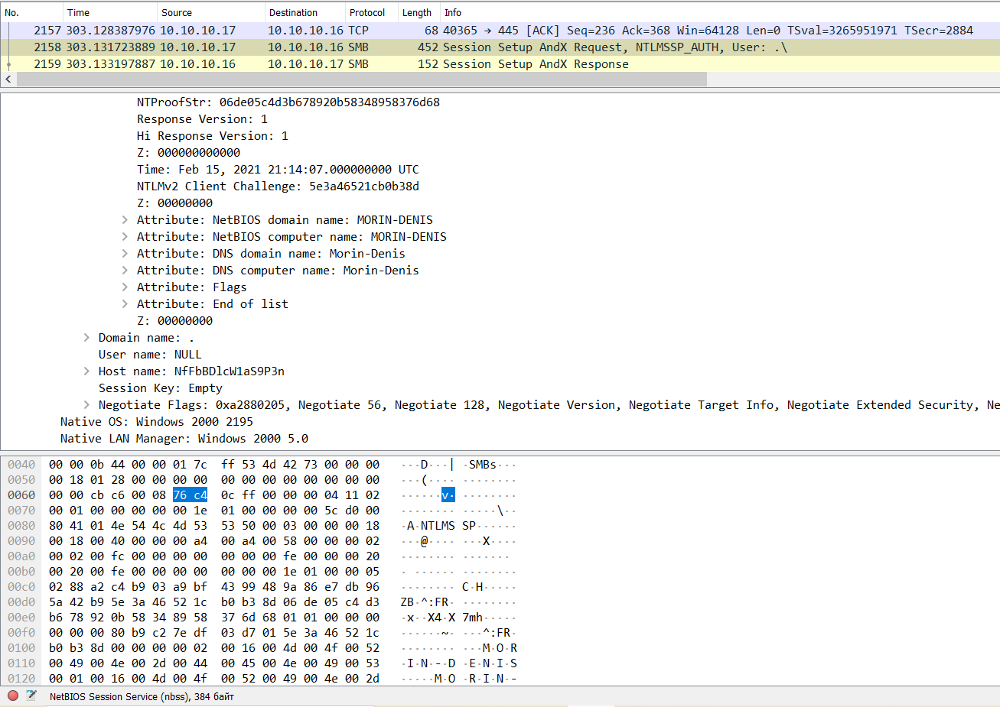 No. Time Source Destination Protocol Length Info
2157 303.128387976 10.10.10.17 10.10.10.16 TCP 68 40365 → 445 [ACK] Seq=236 Ack=368 Win=64128 Len=0 TSval=3265951971 TSecr=2884
2158 303.131723889 10.10.10.17 10.10.10.16 SMB 452 Session Setup AndX Request, NTLMSSP_AUTH, User: .\
2159 303.133197887 10.10.10.16 10.10.10.17 SMB 152 Session Setup AndX Response
NTProofStr: 06de05c4d3b678920b58348958376d68
Response Version: 1
Hi Response Version: 1
Z: 000000000000
Time: Feb 15, 2021 21:14:07.000000000 UTC
NTLMv2 Client Challenge: 5e3a46521cb0b38d
Z: 00000000
Attribute: NetBIOS domain name: MORIN-DENIS
Attribute: NetBIOS computer name: MORIN-DENIS
Attribute: DNS domain name: Morin-Denis
Attribute: DNS computer name: Morin-Denis
Attribute: Flags
Attribute: End of list
Z: 00000000
Domain name: .
User name: NULL
Host name: NfFbBDlcW1aS9P3n
Session Key: Empty
Negotiate Flags: 0xa2880205, Negotiate 56, Negotiate 128, Negotiate Version, Negotiate Target Info, Negotiate Extended Security, Ne
Native OS: Windows 2000 2195
Native LAN Manager: Windows 2000 5.0
0040 00 00 0b 44 00 00 01 7c ff 53 4d 42 73 00 00 00 ···D···| ·SMBs···
0050 00 18 01 28 00 00 00 00 00 00 00 00 00 00 00 00 ···(···· ········
0060 00 00 cb c6 00 08 76 c4 0c ff 00 00 00 04 11 02 ······v· ········
0070 00 01 00 00 00 00 00 1e 01 00 00 00 00 5c d0 00 ········ ·····\··
0080 80 41 01 4e 54 4c 4d 53 53 50 00 03 00 00 00 18 ·A·NTLMS SP······
0090 00 18 00 40 00 00 00 a4 00 a4 00 58 00 00 00 02 ···@···· ···X····
00a0 00 02 00 fc 00 00 00 00 00 00 00 fe 00 00 00 20 ········ ·······
00b0 00 20 00 fe 00 00 00 00 00 00 00 1e 01 00 00 05 · ······ ········
00c0 02 88 a2 c4 b9 03 a9 bf 43 99 48 9a 86 e7 db 96 ········ C·H·····
00d0 5a 42 b9 5e 3a 46 52 1c b0 b3 8d 06 de 05 c4 d3 ZB·^:FR· ········
00e0 b6 78 92 0b 58 34 89 58 37 6d 68 01 01 00 00 00 ·x··X4·X 7mh·····
00f0 00 00 00 80 b9 c2 7e df 03 d7 01 5e 3a 46 52 1c ······~· ···^:FR·
0100 b0 b3 8d 00 00 00 00 02 00 16 00 4d 00 4f 00 52 ········ ···M·O·R
0110 00 49 00 4e 00 2d 00 44 00 45 00 4e 00 49 00 53 ·I·N·-·D ·E·N·I·S
0120 00 01 00 16 00 4d 00 4f 00 52 00 49 00 4e 00 2d ·····M·O ·R·I·N·-
NetBIOS Session Service (nbss), 384 байт